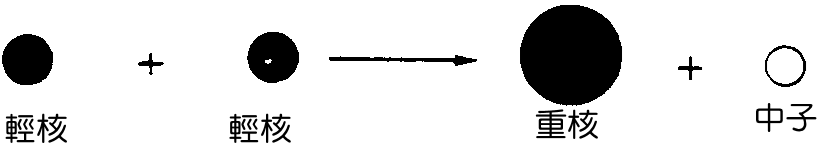 輕核 + 輕核 → 重核 + 中子